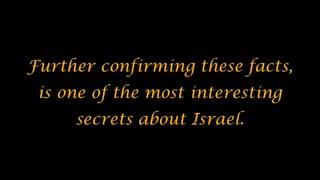 Further confirming these facts,
is one of the most interesting
secrets about Israel.